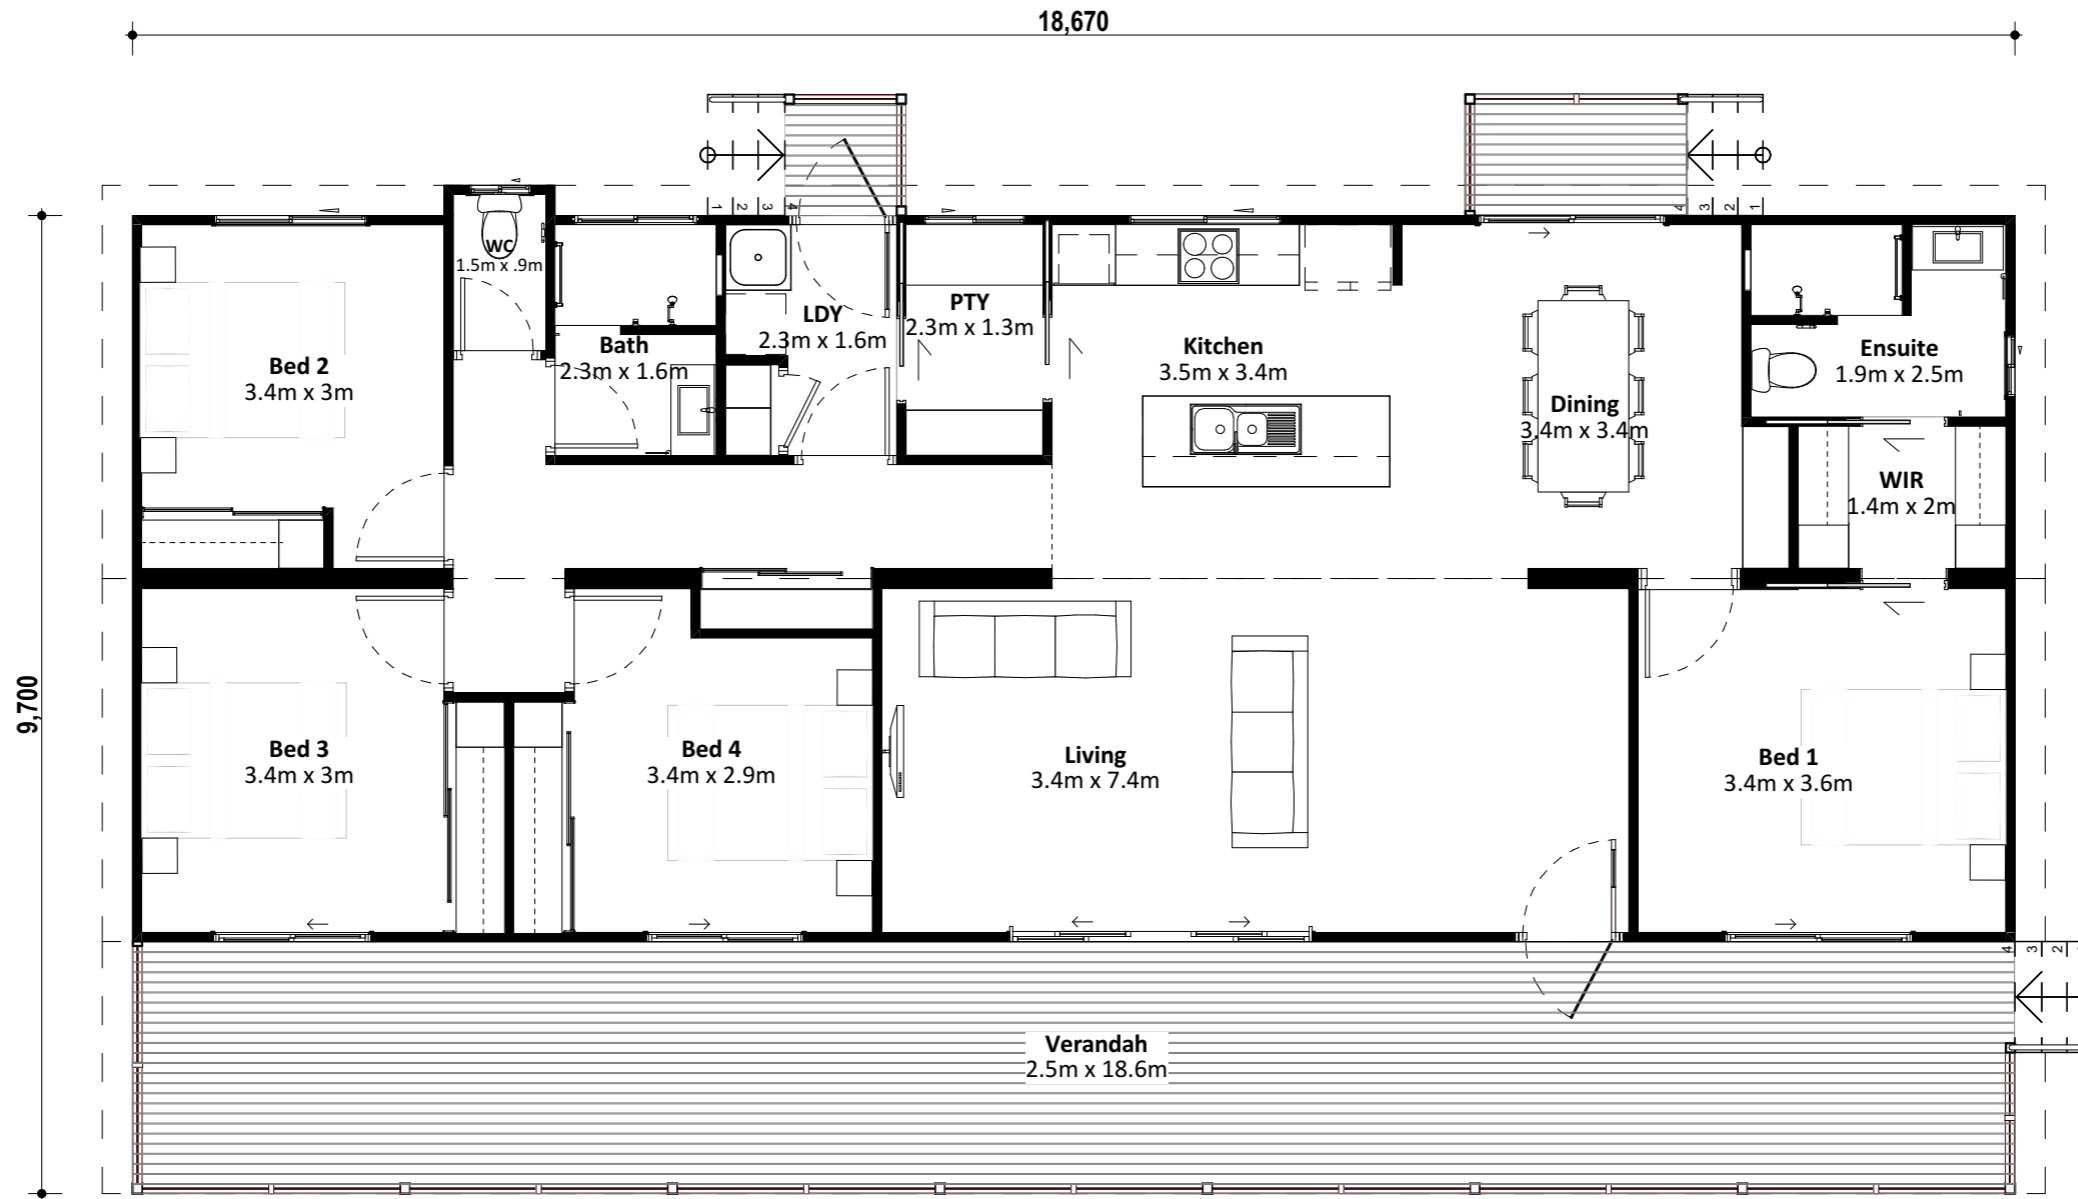 18,670
1 2 3 4
4 3 2 1
WC
1.5m x .9m
LDY
2.3m x 1.6m
PTY
2.3m x 1.3m
Bath
2.3m x 1.6m
Kitchen
3.5m x 3.4m
Ensuite
1.9m x 2.5m
Bed 2
3.4m x 3m
Dining
3.4m x 3.4m
WIR
1.4m x 2m
9,700
Bed 3
3.4m x 3m
Bed 4
3.4m x 2.9m
Living
3.4m x 7.4m
Bed 1
3.4m x 3.6m
4 3 2
Verandah
2.5m x 18.6m